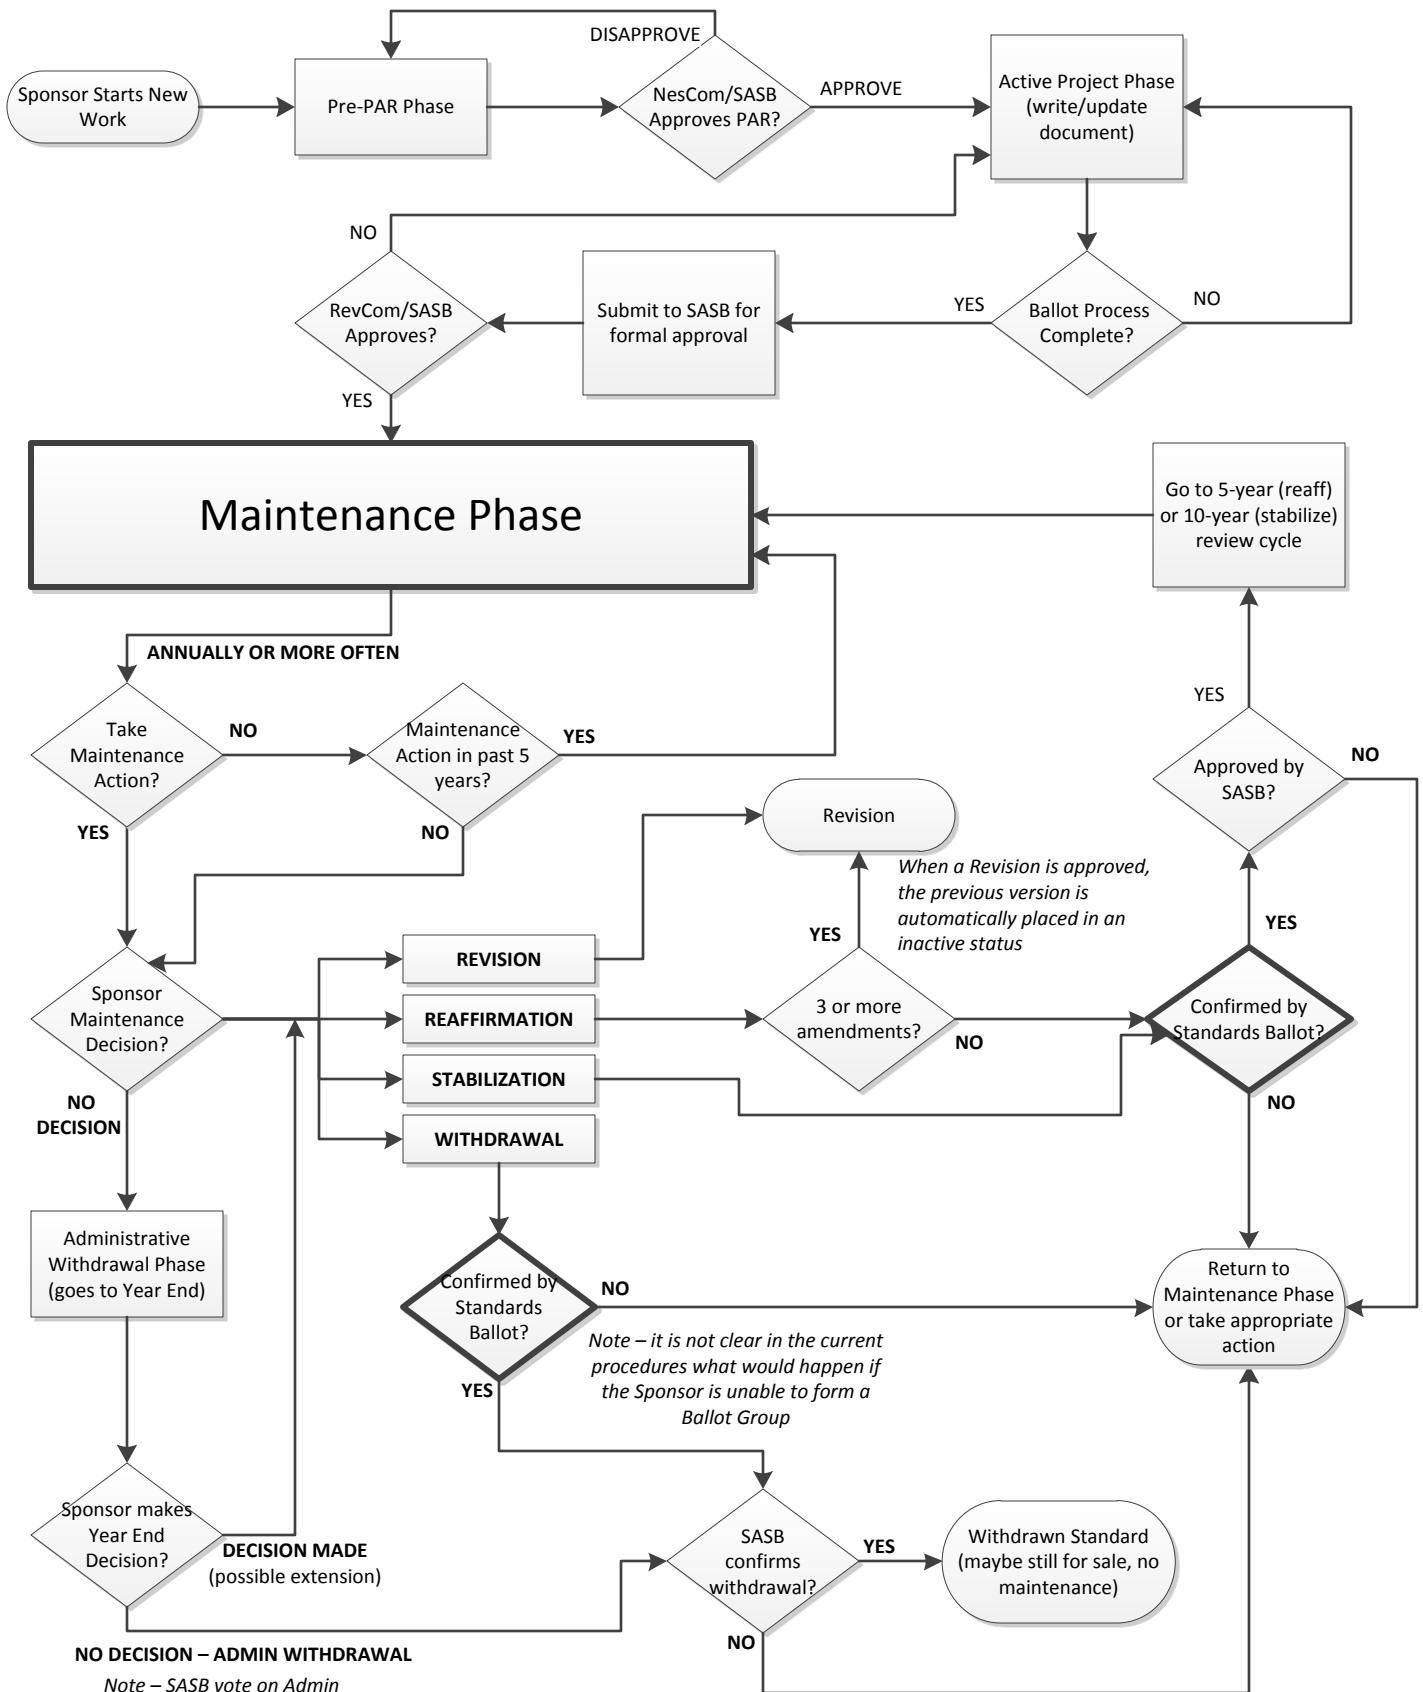 DISAPPROVE
Sponsor Starts New
Work
Pre-PAR Phase
NesCom/SASB
Approves PAR?
APPROVE
Active Project Phase
(write/update
document)
NO
RevCom/SASB
Approves?
Submit to SASB for
formal approval
YES
Ballot Process
Complete?
NO
YES
Maintenance Phase
Go to 5-year (reaff)
or 10-year (stabilize)
review cycle
ANNUALLY OR MORE OFTEN
Take
Maintenance
Action?
NO
Maintenance
Action in past 5
years?
YES
YES
Approved by
SASB?
NO
YES
NO
Revision
When a Revision is approved,
the previous version is
automatically placed in an
inactive status
YES
YES
Sponsor
Maintenance
Decision?
REVISION
REAFFIRMATION
STABILIZATION
WITHDRAWAL
3 or more
amendments?
NO
Confirmed by
Standards Ballot?
NO
NO
DECISION
Administrative
Withdrawal Phase
(goes to Year End)
Confirmed by
Standards
Ballot?
NO
Note – it is not clear in the current
procedures what would happen if
the Sponsor is unable to form a
Ballot Group
YES
Return to
Maintenance Phase
or take appropriate
action
Sponsor makes
Year End
Decision?
DECISION MADE
(possible extension)
SASB
confirms
withdrawal?
YES
Withdrawn Standard
(maybe still for sale, no
maintenance)
NO
NO DECISION – ADMIN WITHDRAWAL
Note – SASB vote on Admin